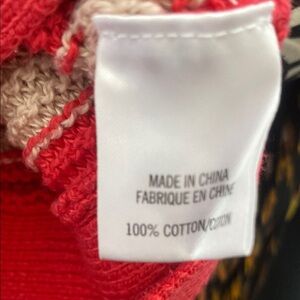 MADE IN CHINA
FABRIQUE EN CHINE
100% COTTON/COTON